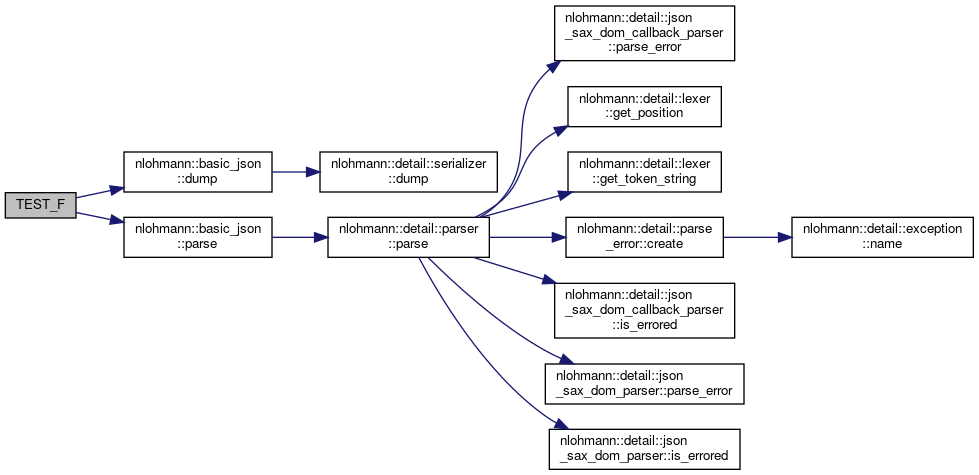 TEST_F
nlohmann::basic_json
::dump
nlohmann::basic_json
::parse
nlohmann::detail::serializer
::dump
nlohmann::detail::parser
::parse
nlohmann::detail::json
_sax_dom_callback_parser
::parse_error
nlohmann::detail::lexer
::get_position
nlohmann::detail::lexer
::get_token_string
nlohmann::detail::parse
_error::create
nlohmann::detail::json
_sax_dom_callback_parser
::is_errored
nlohmann::detail::json
_sax_dom_parser::parse_error
nlohmann::detail::json
_sax_dom_parser::is_errored
nlohmann::detail::exception
::name